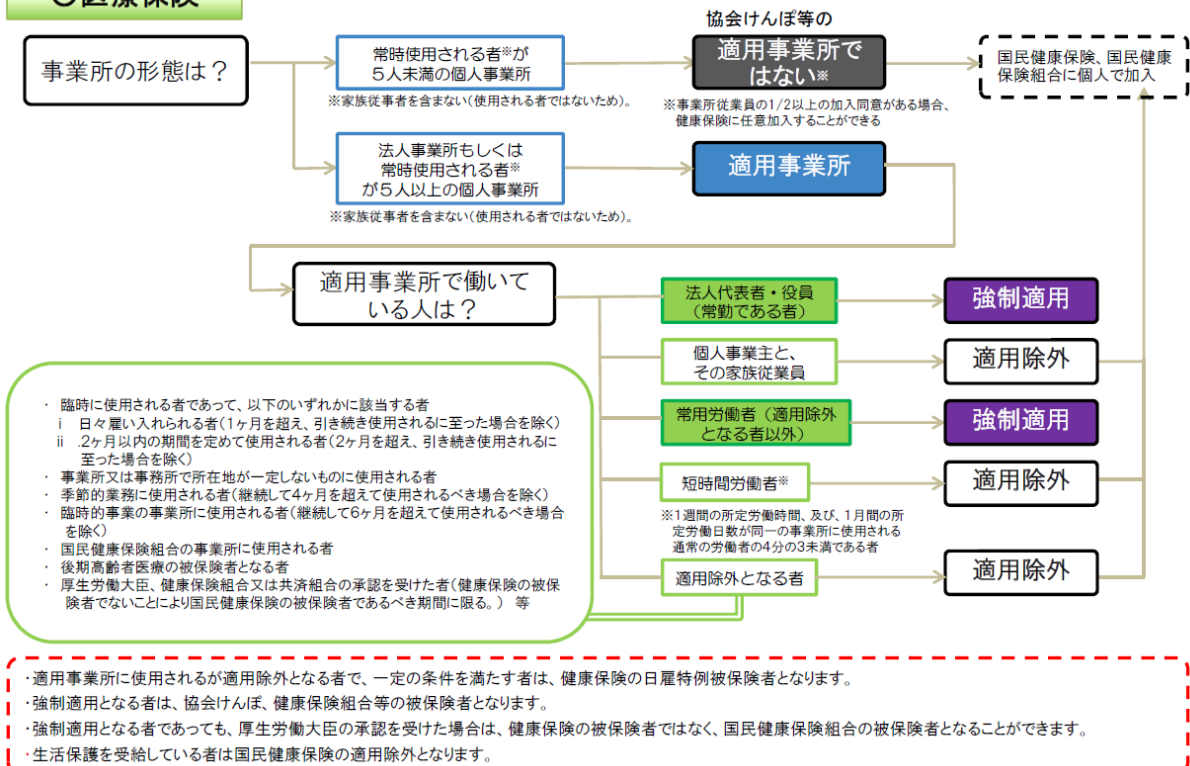 ○医療保険
事業所の形態は？
常時使用される者※が
５人未満の個人事業所
※家族従事者を含まない（使用される者ではないため）。
協会けんぽ等の
適用事業所で
はない※
※事業所従業員の1/2以上の加入同意がある場合、
健康保険に任意加入することができる
国民健康保険、国民健康
保険組合に個人で加入
法人事業所もしくは
常時使用される者※
が５人以上の個人事業所
※家族従事者を含まない（使用される者ではないため）。
適用事業所
適用事業所で働いて
いる人は？
法人代表者・役員
（常勤である者）
強制適用
個人事業主と、
その家族従業員
適用除外
常用労働者（適用除外
となる者以外）
強制適用
短時間労働者※
適用除外
※１週間の所定労働時間、及び、１月間の所
定労働日数が同一の事業所に使用される
通常の労働者の4分の3未満である者
適用除外となる者
適用除外
・ 臨時に使用される者であって、以下のいずれかに該当する者
ⅰ 日々雇い入れられる者（1ヶ月を超え、引き続き使用されるに至った場合を除く）
ⅱ .2ヶ月以内の期間を定めて使用される者（2ヶ月を超え、引き続き使用されるに
至った場合を除く）
・ 事業所又は事務所で所在地が一定しないものに使用される者
・ 季節的業務に使用される者（継続して4ヶ月を超えて使用されるべき場合を除く）
・ 臨時的事業の事業所に使用される者（継続して6ヶ月を超えて使用されるべき場合
を除く）
・ 国民健康保険組合の事業所に使用される者
・ 後期高齢者医療の被保険者となる者
・ 厚生労働大臣、健康保険組合又は共済組合の承認を受けた者（健康保険の被保
険者でないことにより国民健康保険の被保険者であるべき期間に限る。） 等
・適用事業所に使用されるが適用除外となる者で、一定の条件を満たす者は、健康保険の日雇特例被保険者となります。
・強制適用となる者は、協会けんぽ、健康保険組合等の被保険者となります。
・強制適用となる者であっても、厚生労働大臣の承認を受けた場合は、健康保険の被保険者ではなく、国民健康保険組合の被保険者となることができます。
・生活保護を受給している者は国民健康保険の適用除外となります。